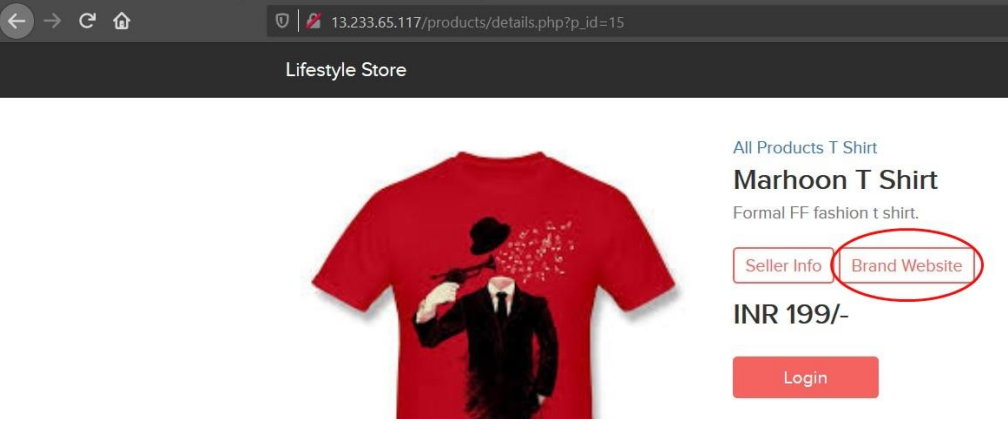 13.233.65.117/products/details.php?p_id=15
Lifestyle Store
All Products T Shirt
Marhoon T Shirt
Formal FF fashion t shirt.
Seller Info Brand Website
INR 199/-
Login